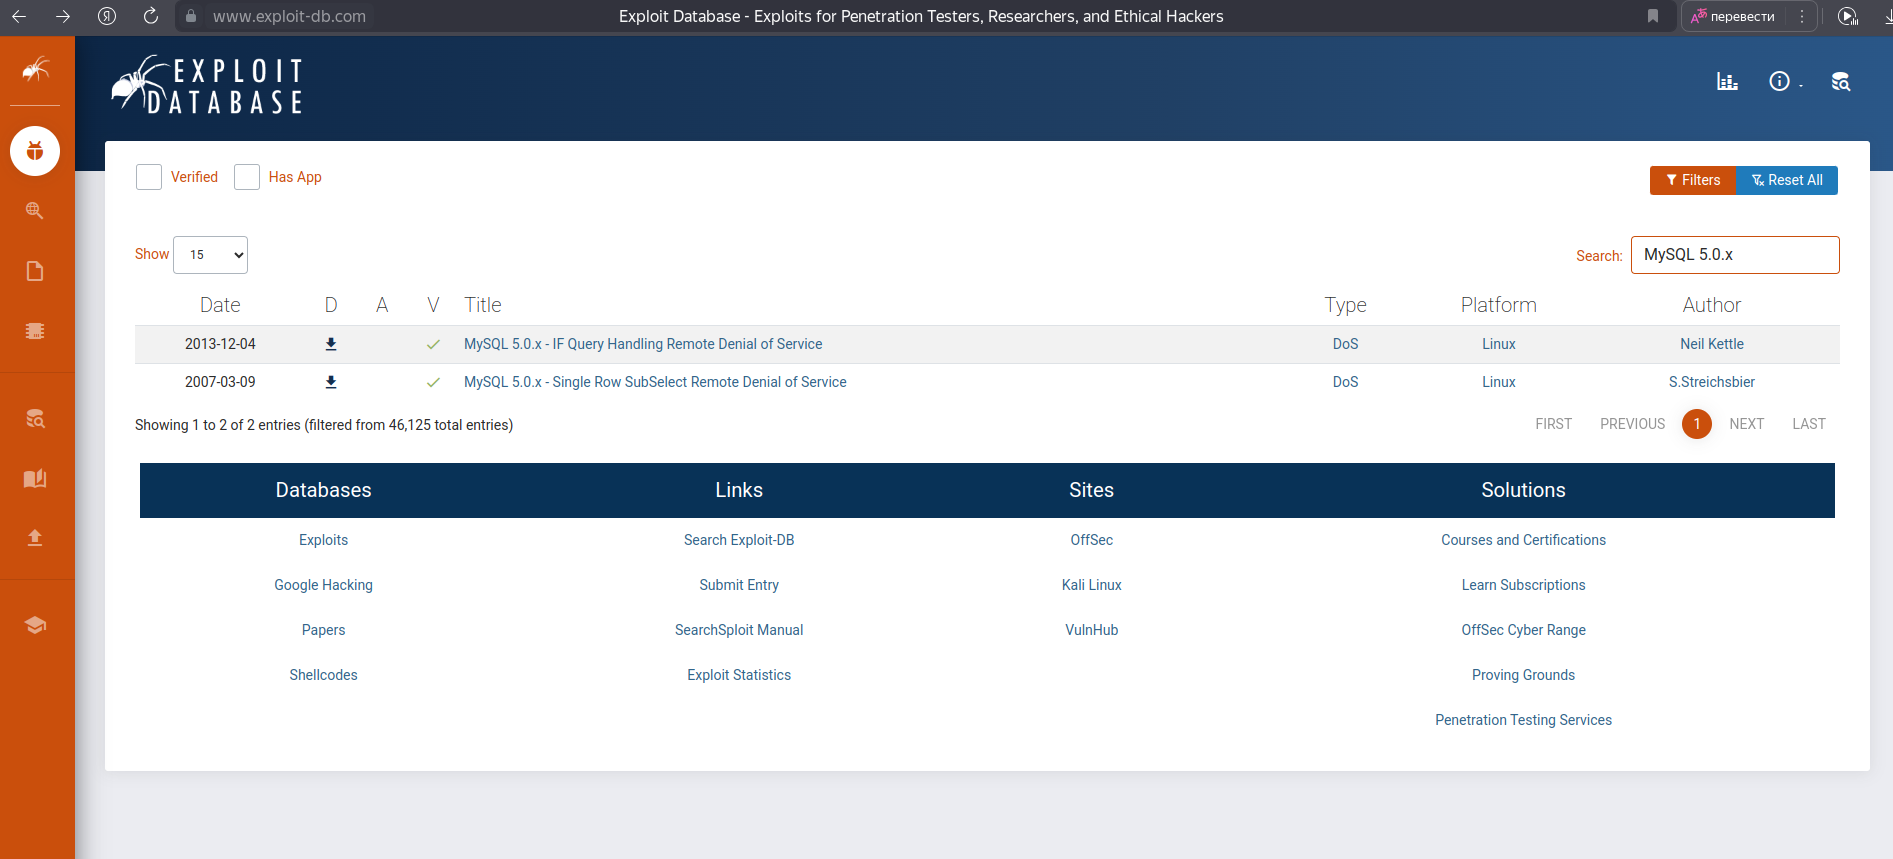 www.exploit-db.com Exploit Database - Exploits for Penetration Testers, Researchers, and Ethical Hackers перевести
EXPLOIT
DATABASE
Verified Has App Filters Reset All
Show 15 Search: MySQL 5.0.x
Date D A V Title Type Platform Author
2013-12-04 MySQL 5.0.x - IF Query Handling Remote Denial of Service DoS Linux Neil Kettle
2007-03-09 MySQL 5.0.x - Single Row SubSelect Remote Denial of Service DoS Linux S.Streichsbier
Showing 1 to 2 of 2 entries (filtered from 46,125 total entries) FIRST PREVIOUS 1 NEXT LAST
Databases Links Sites Solutions
Exploits Search Exploit-DB OffSec Courses and Certifications
Google Hacking Submit Entry Kali Linux Learn Subscriptions
Papers SearchSploit Manual VulnHub OffSec Cyber Range
Shellcodes Exploit Statistics Proving Grounds
Penetration Testing Services